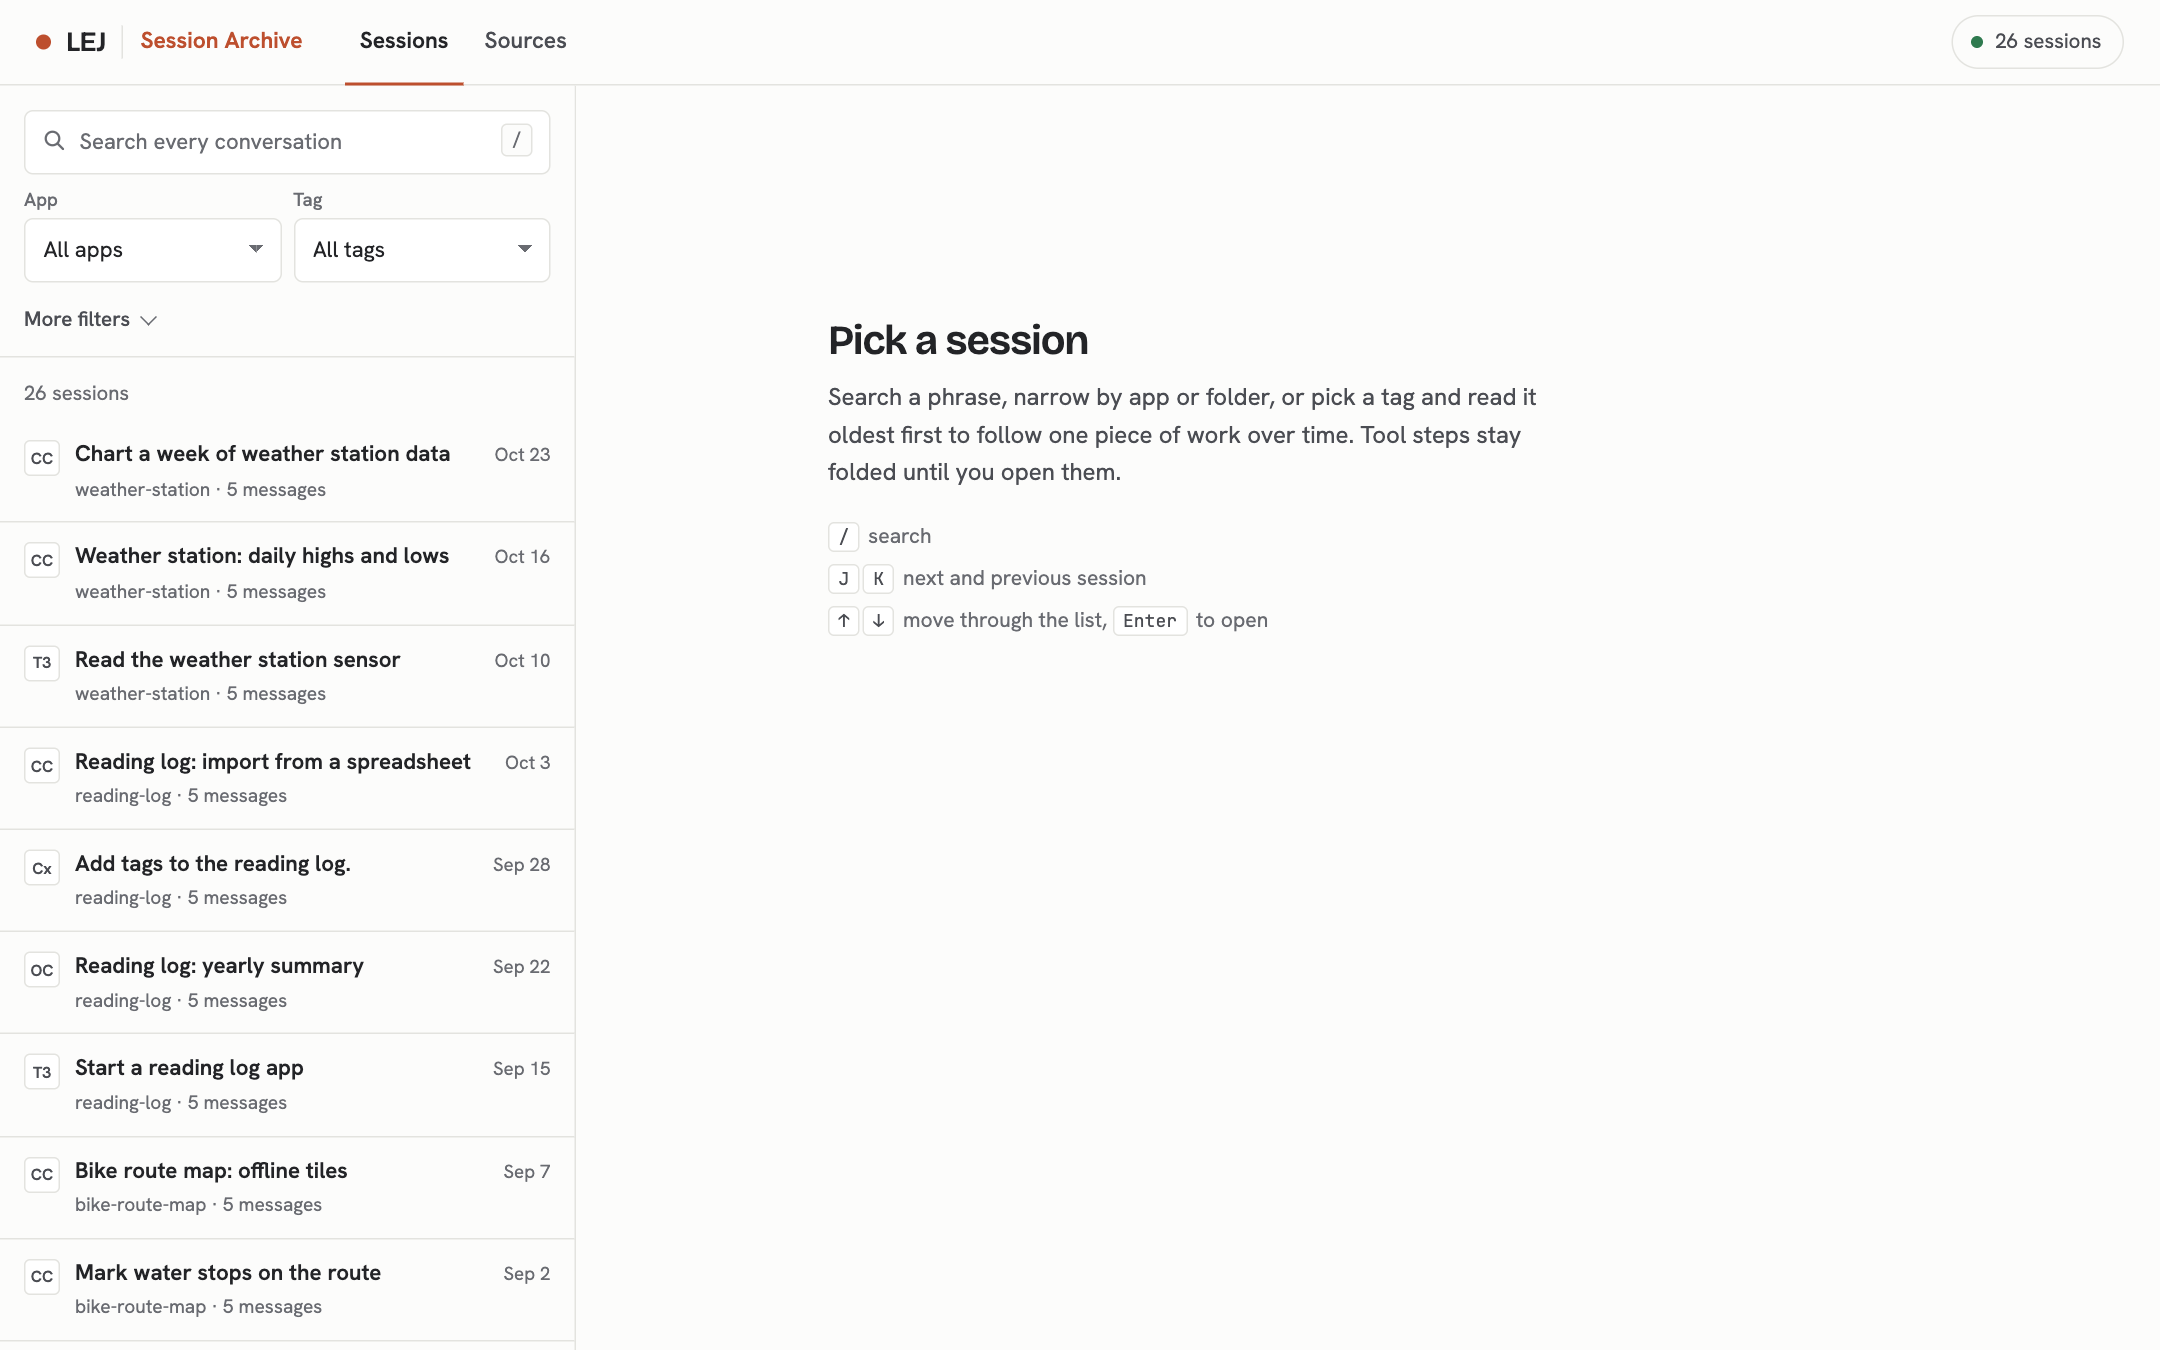 LEJ Session Archive Sessions Sources 26 sessions
Search every conversation /
App Tag
All apps All tags
More filters
26 sessions
CC Chart a week of weather station data Oct 23
weather-station · 5 messages
CC Weather station: daily highs and lows Oct 16
weather-station · 5 messages
T3 Read the weather station sensor Oct 10
weather-station · 5 messages
CC Reading log: import from a spreadsheet Oct 3
reading-log · 5 messages
Cx Add tags to the reading log. Sep 28
reading-log · 5 messages
OC Reading log: yearly summary Sep 22
reading-log · 5 messages
T3 Start a reading log app Sep 15
reading-log · 5 messages
CC Bike route map: offline tiles Sep 7
bike-route-map · 5 messages
CC Mark water stops on the route Sep 2
bike-route-map · 5 messages
Pick a session
Search a phrase, narrow by app or folder, or pick a tag and read it
oldest first to follow one piece of work over time. Tool steps stay
folded until you open them.
/ search
J K next and previous session
↑ ↓ move through the list, Enter to open